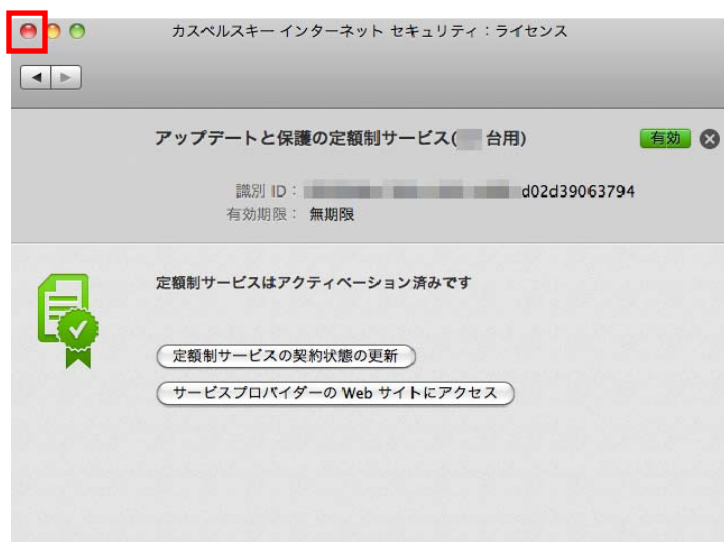 カスペルスキー インターネット セキュリティ：ライセンス
アップデートと保護の定額制サービス( 台用)
有効
識別 ID： d02d39063794
有効期限： 無期限
定額制サービスはアクティベーション済みです
定額制サービスの契約状態の更新
サービスプロバイダーの Web サイトにアクセス